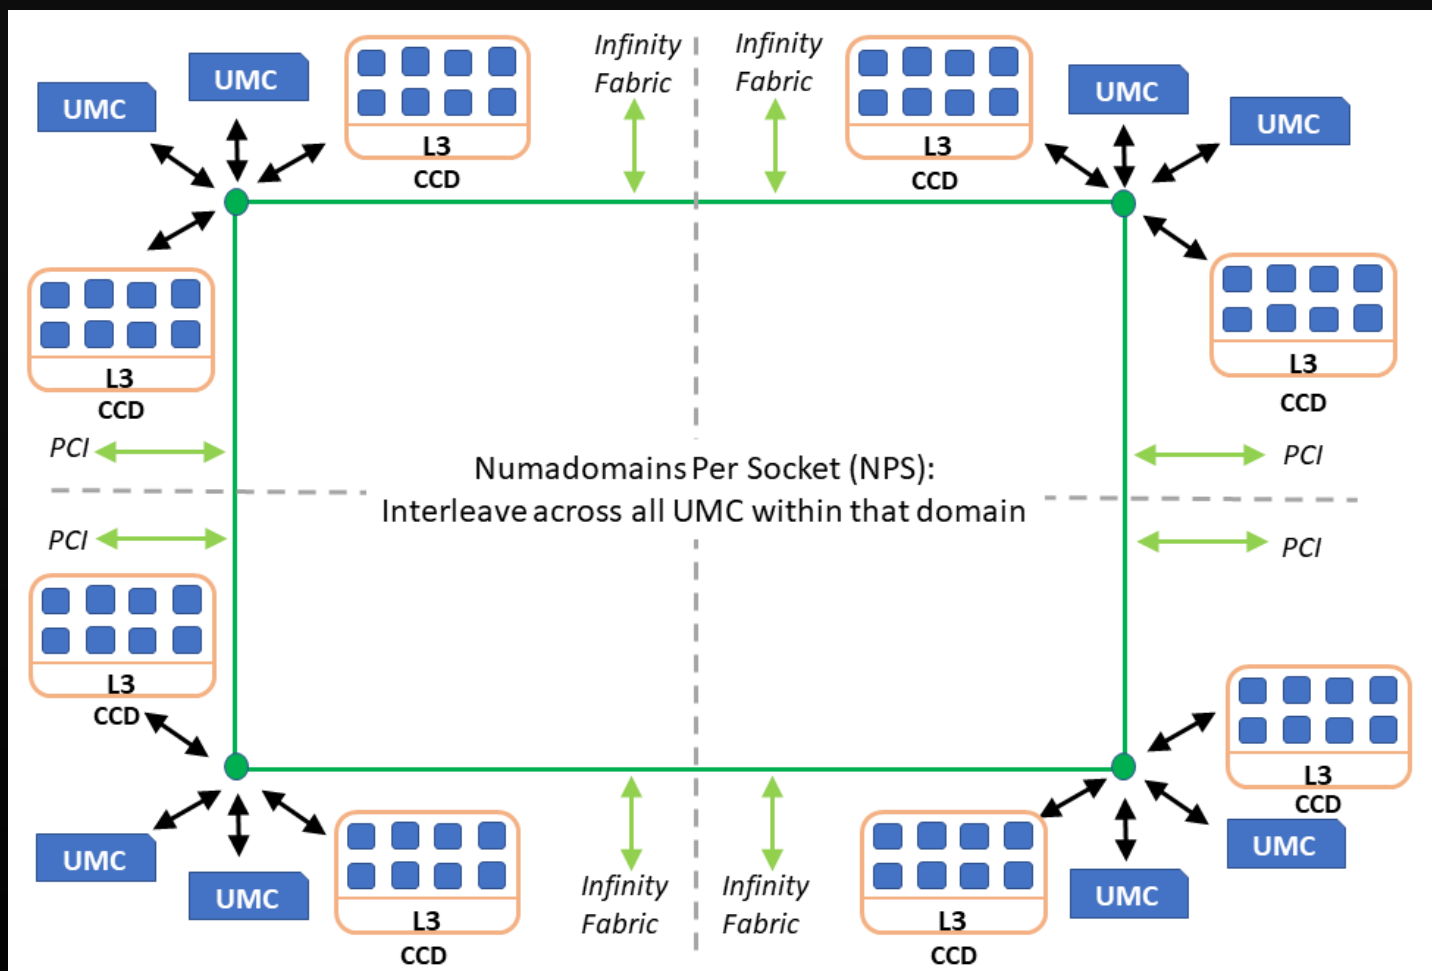 UMC
UMC
L3
CCD
Infinity
Fabric
Infinity
Fabric
L3
CCD
UMC
UMC
L3
CCD
L3
CCD
PCI
PCI
Numadomains Per Socket (NPS):
Interleave across all UMC within that domain
PCI
PCI
L3
CCD
L3
CCD
UMC
UMC
L3
CCD
Infinity
Fabric
Infinity
Fabric
L3
CCD
UMC
UMC